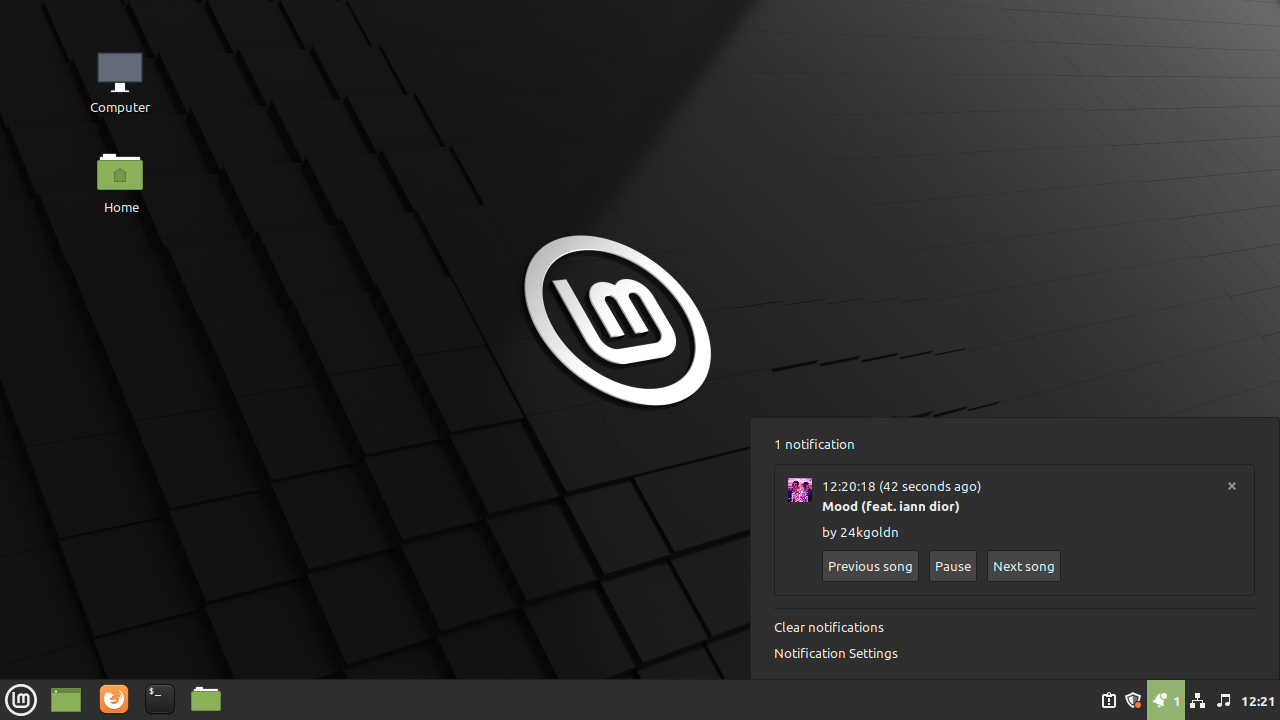 Computer
Home
1 notification
12:20:18 (42 seconds ago)
Mood (feat. iann dior)
by 24kgoldn
Previous song Pause Next song
Clear notifications
Notification Settings
1 12:21